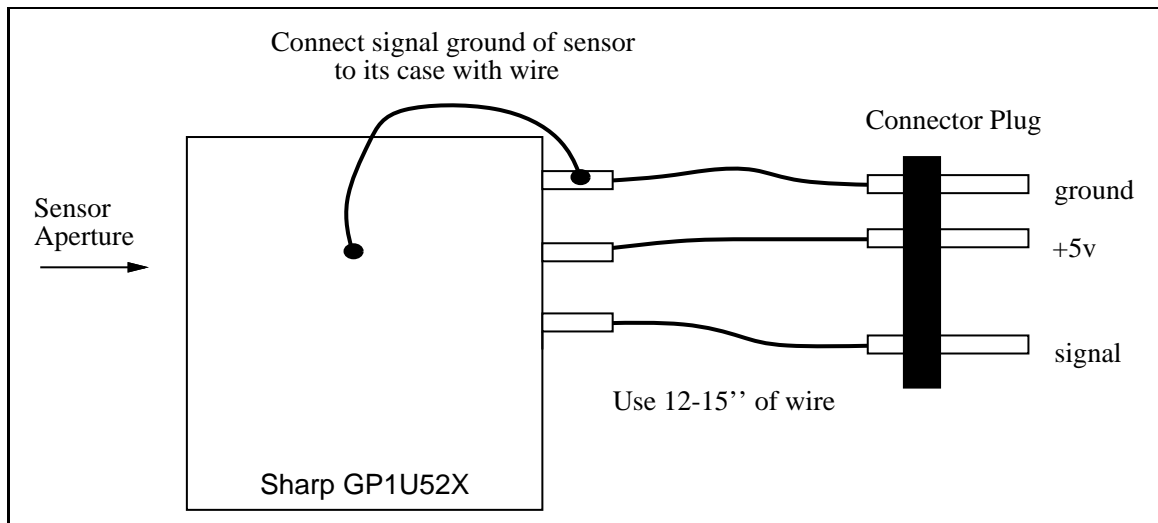 Connect signal ground of sensor
to its case with wire
Connector Plug
Sensor
Aperture
ground
+5v
signal
Use 12-15’’ of wire
Sharp GP1U52X